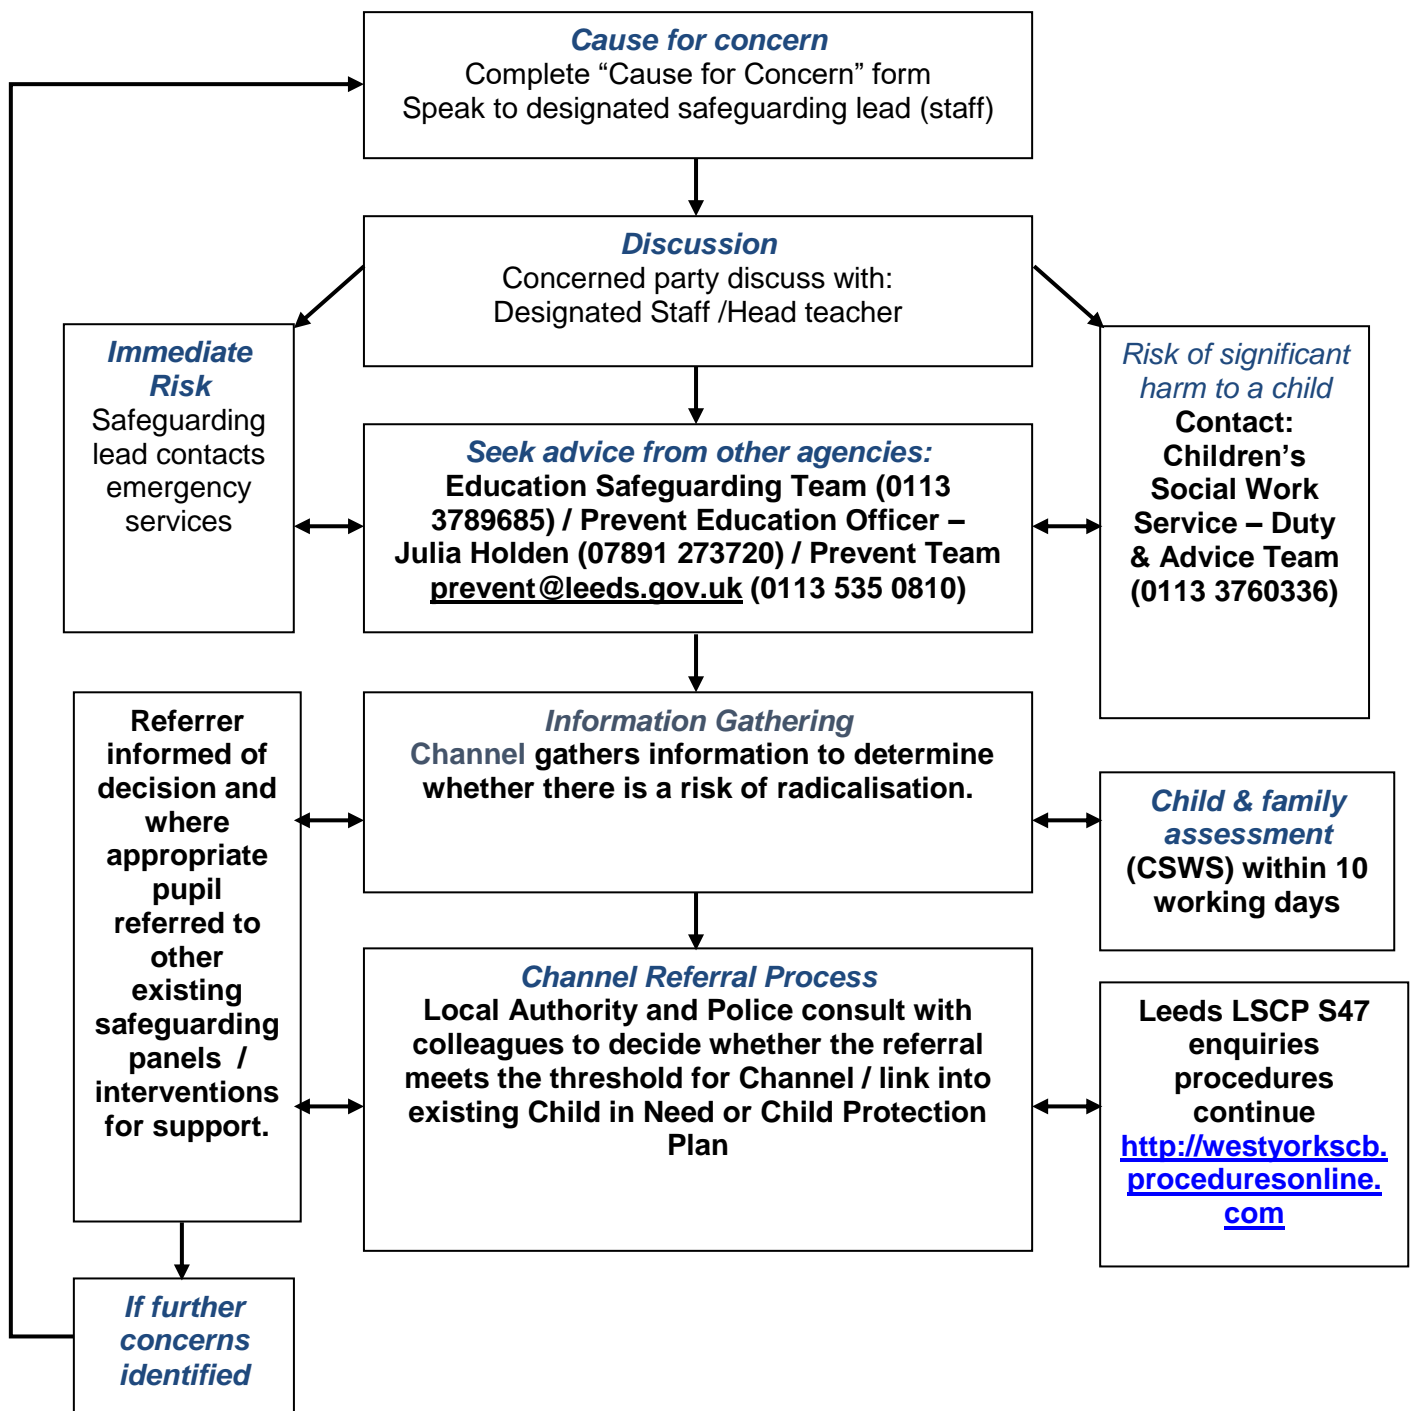 Cause for concern
Complete “Cause for Concern” form
Speak to designated safeguarding lead (staff)
Discussion
Concerned party discuss with:
Designated Staff /Head teacher
Immediate
Risk
Safeguarding
lead contacts
emergency
services
Seek advice from other agencies:
Education Safeguarding Team (0113
3789685) / Prevent Education Officer –
Julia Holden (07891 273720) / Prevent Team
prevent@leeds.gov.uk (0113 535 0810)
Risk of significant
harm to a child
Contact:
Children’s
Social Work
Service – Duty
& Advice Team
(0113 3760336)
Referrer
informed of
decision and
where
appropriate
pupil
referred to
other
existing
safeguarding
panels /
interventions
for support.
Information Gathering
Channel gathers information to determine
whether there is a risk of radicalisation.
Child & family
assessment
(CSWS) within 10
working days
Channel Referral Process
Local Authority and Police consult with
colleagues to decide whether the referral
meets the threshold for Channel / link into
existing Child in Need or Child Protection
Plan
Leeds LSCP S47
enquiries
procedures
continue
http://westyorkscb.
proceduresonline.
com
If further
concerns
identified